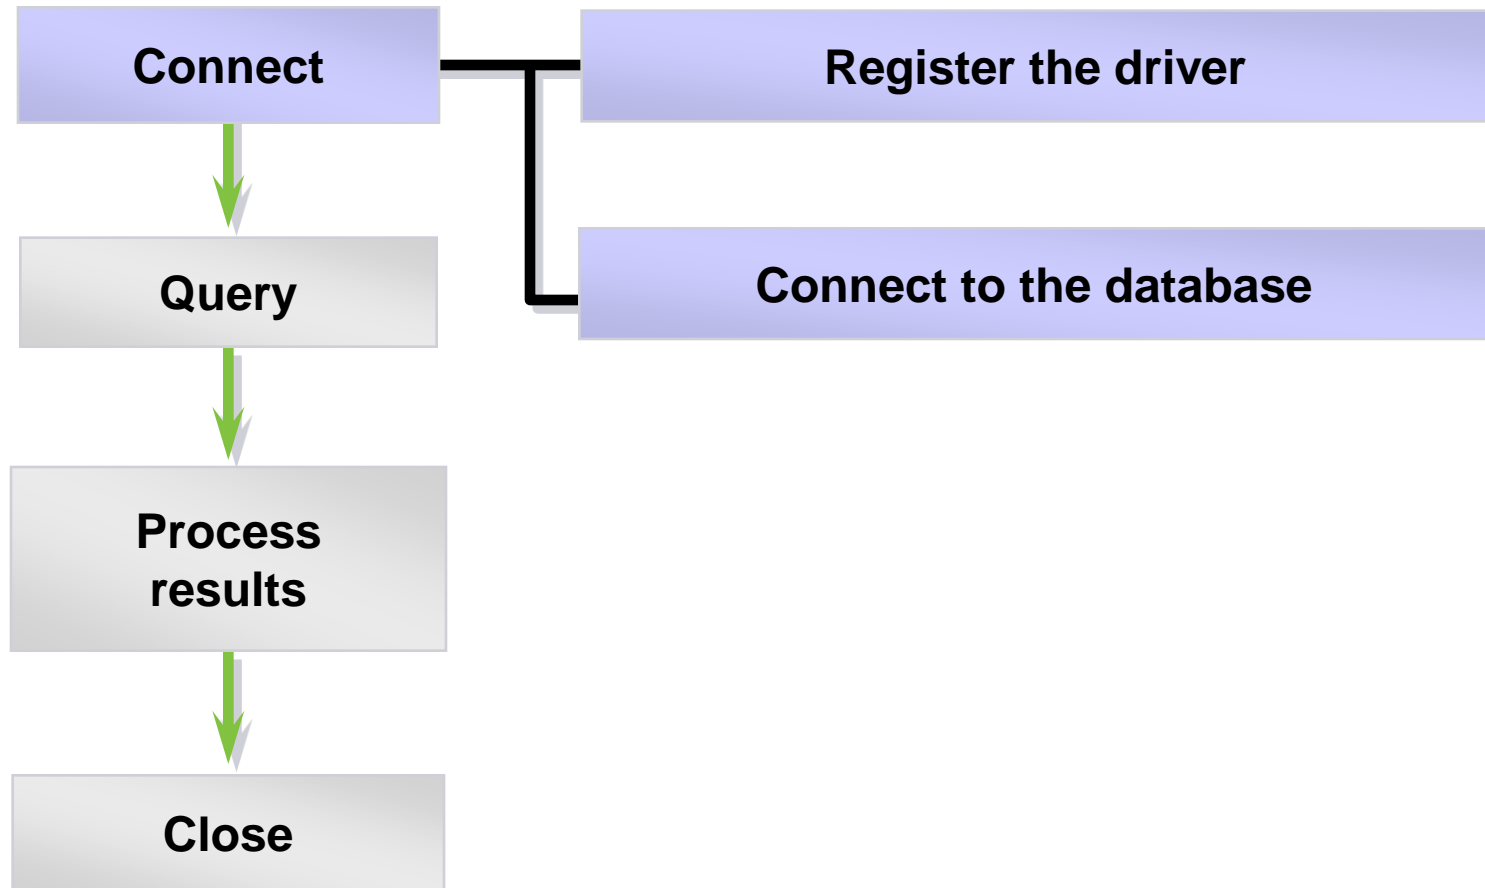 Connect
Register the driver
Connect to the database
Query
Process
results
Close